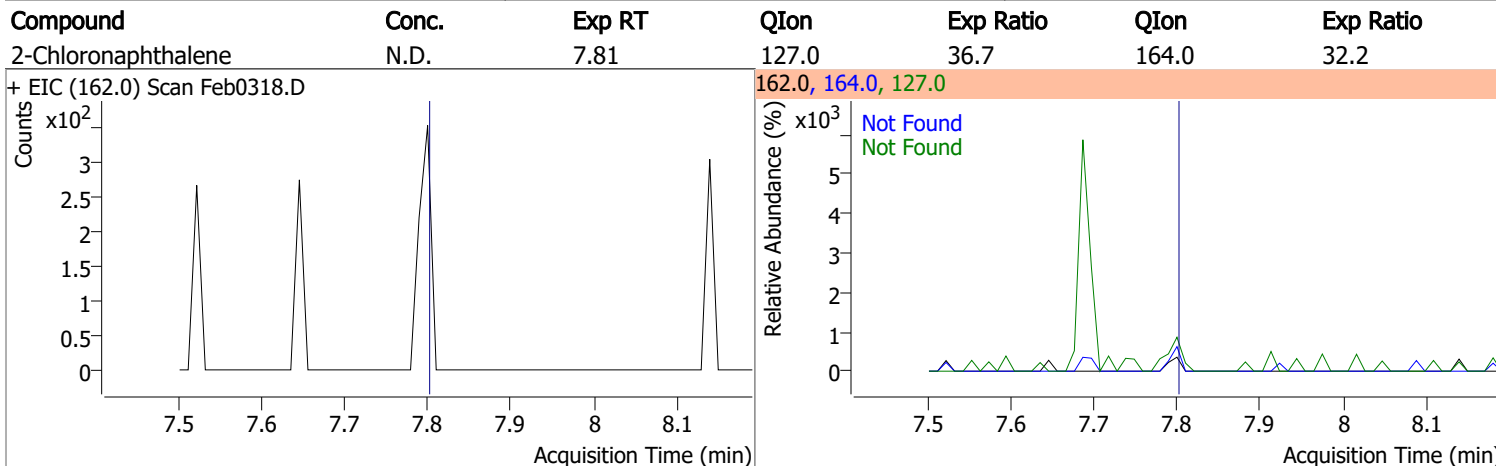 Compound Conc. Exp RT QIon Exp Ratio QIon Exp Ratio
2-Chloronaphthalene N.D. 7.81 127.0 36.7 164.0 32.2
+ EIC (162.0) Scan Feb0318.D
Counts
x10²
3
2.5
2
1.5
1
0.5
0
7.5 7.6 7.7 7.8 7.9 8 8.1
Acquisition Time (min)
162.0, 164.0, 127.0
Relative Abundance (%)
x10³
Not Found
Not Found
5
4
3
2
1
0
7.5 7.6 7.7 7.8 7.9 8 8.1
Acquisition Time (min)